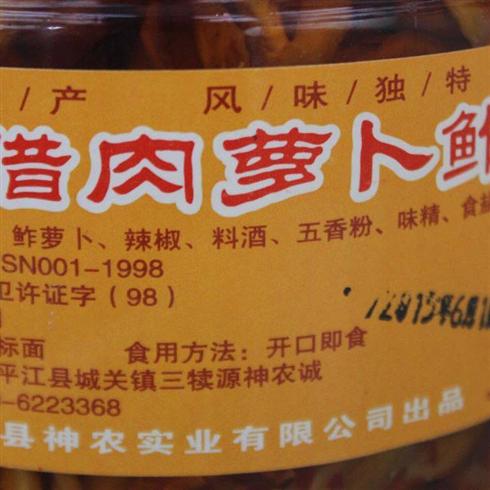 /产 风/味/独/特
腊肉萝卜鲊
鲊萝卜、辣椒、料酒、五香粉、味精、食盐
SN001-1998
卫许证字（98）
标面 食用方法：开口即食
平江县城关镇三犊源神农诚
-6223368
县神农实业有限公司出品